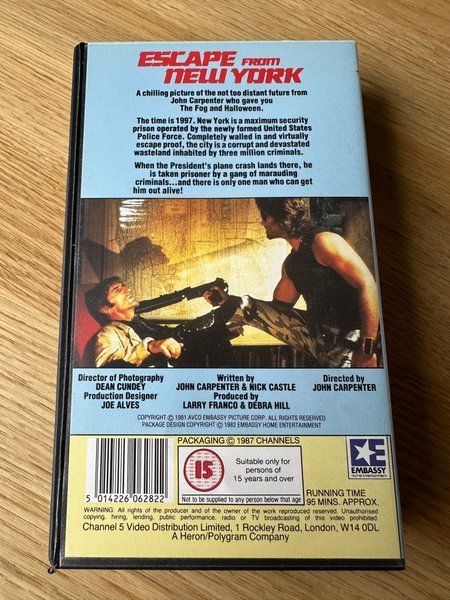 ESCAPE FROM
NEW YORK
A chilling picture of the not too distant future from
John Carpenter who gave you
The Fog and Halloween.
The time is 1997. New York is a maximum security
prison operated by the newly formed United States
Police Force. Completely walled in and virtually
escape proof, the city is a corrupt and devastated
wasteland inhabited by three million criminals.
When the President's plane crash lands there, he
is taken prisoner by a gang of marauding
criminals...and there is only one man who can get
him out alive!
Director of Photography
DEAN CUNDEY
Production Designer
JOE ALVES
Written by
JOHN CARPENTER & NICK CASTLE
Produced by
LARRY FRANCO & DEBRA HILL
Directed by
JOHN CARPENTER
COPYRIGHT © 1981 AVCO EMBASSY PICTURE CORP. ALL RIGHTS RESERVED
PACKAGE DESIGN COPYRIGHT © 1982 EMBASSY HOME ENTERTAINMENT
PACKAGING © 1987 CHANNEL5
5 014226 062822
15
Suitable only for
persons of
15 years and over
Not to be supplied to any person below that age
E
EMBASSY
Home Entertainment
RUNNING TIME
95 MINS. APPROX.
WARNING: All rights of the producer and of the owner of the work reproduced reserved. Unauthorised
copying, hiring, lending, public performance, radio or TV broadcasting of this video prohibited.
Channel 5 Video Distribution Limited, 1 Rockley Road, London, W14 0DL
A Heron/Polygram Company